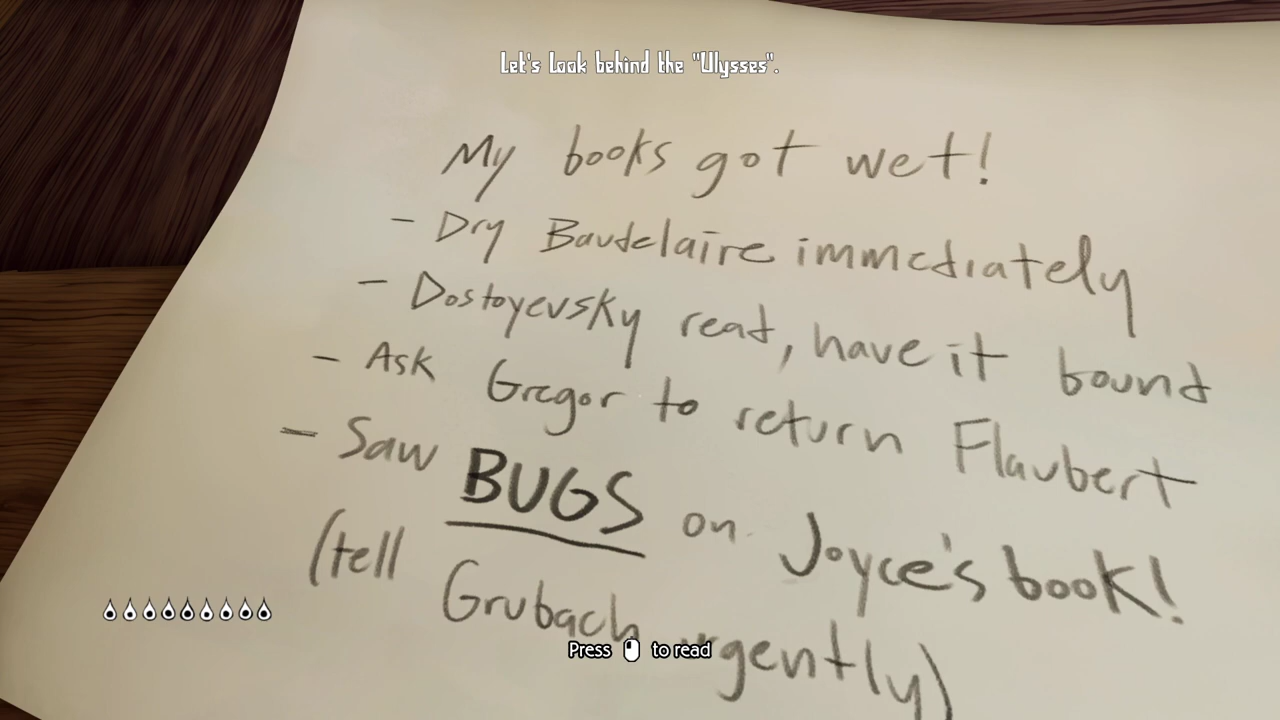 Let's Look behind the "Ulysses".
My books got wet!
- Dry Baudelaire immediately
- Dostoyevsky read, have it bound
- Ask Gregor to return Flaubert
- Saw BUGS on Joyce's book!
(tell Grubach urgently)
Press to read